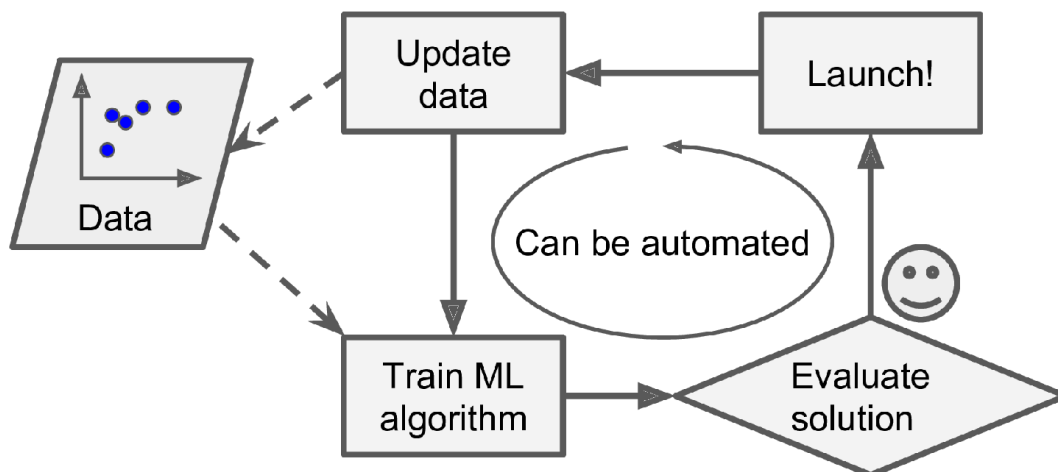 Update
data
Launch!
Data
Can be automated
Train ML
algorithm
Evaluate
solution